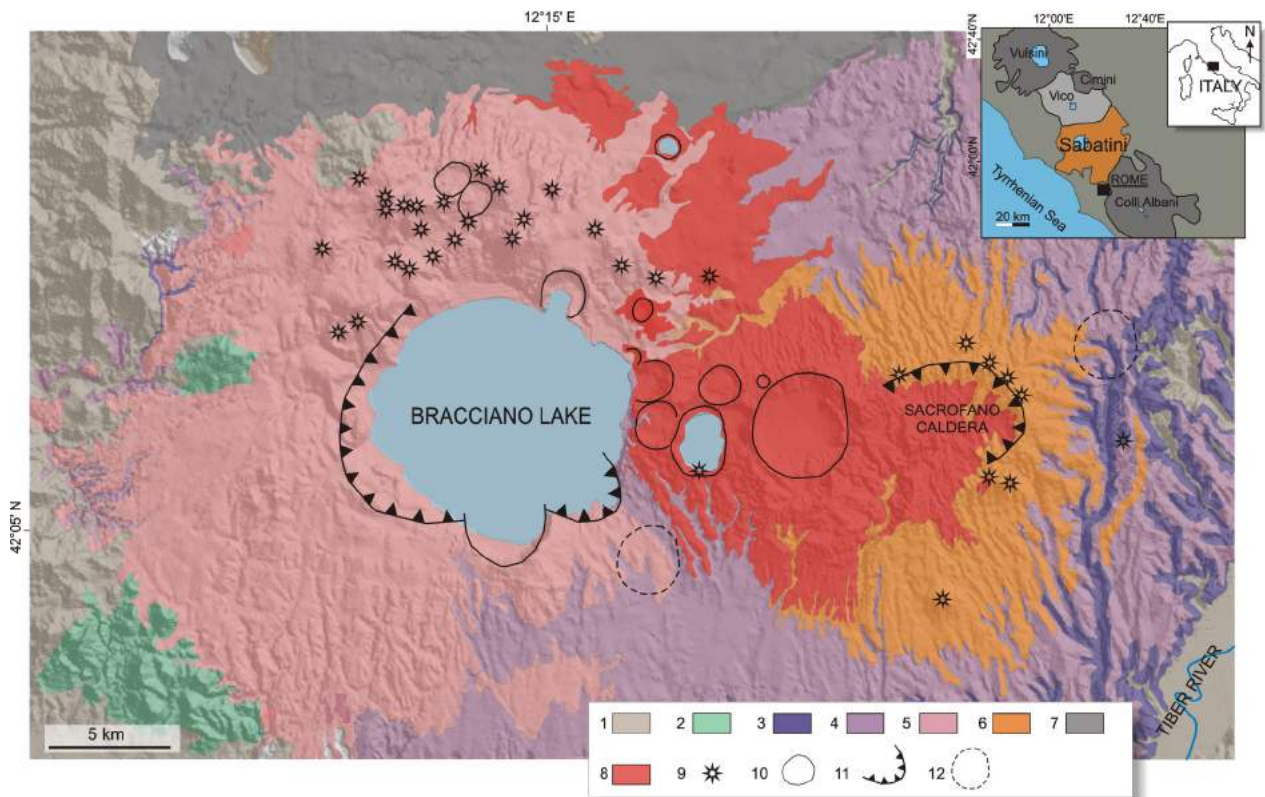 12°15' E
42°05' N
BRACCIANO LAKE
SACROFANO
CALDERA
TIBER RIVER
5 km
12°00'E 12°40'E
42°40'N
42°00'N
Vulsini
Cimini
Vico
Sabatini
ROME
Colli Albani
Tyrrhenian Sea
20 km
N
ITALY
1 2 3 4 5 6 7
8 9 10 11 12